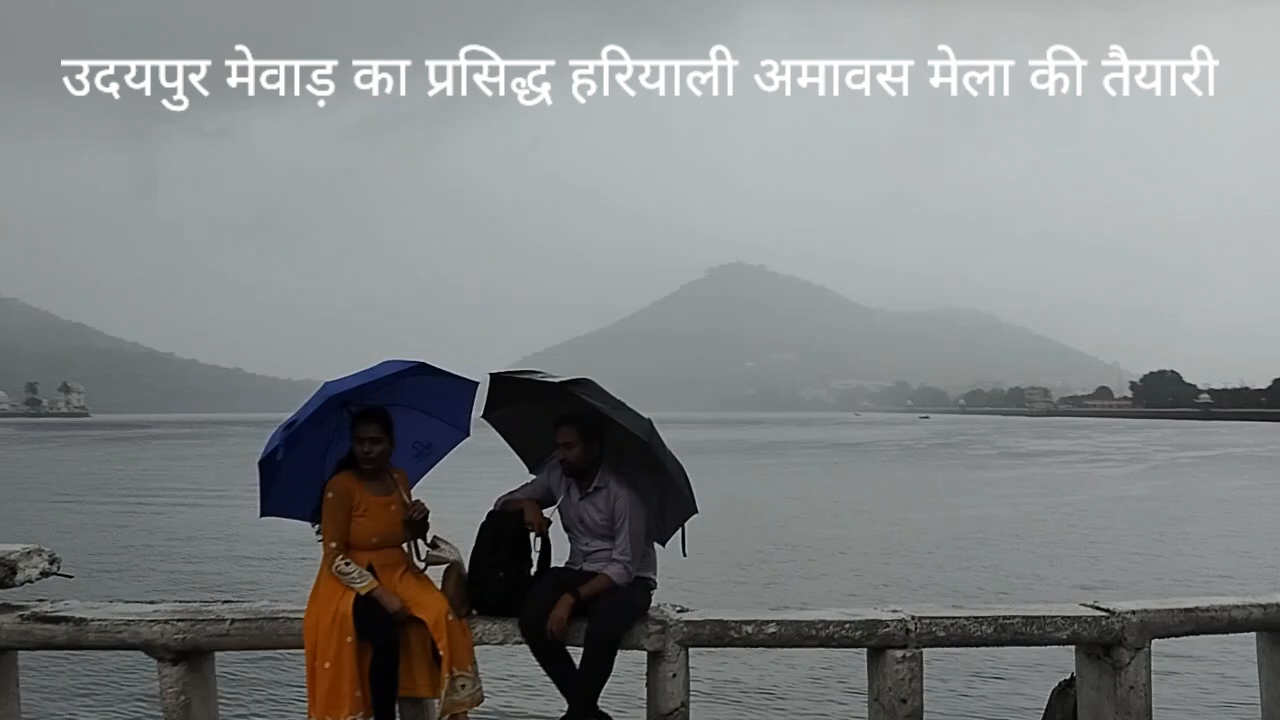 उदयपुर मेवाड़ का प्रसिद्ध हरियाली अमावस मेला की तैयारी